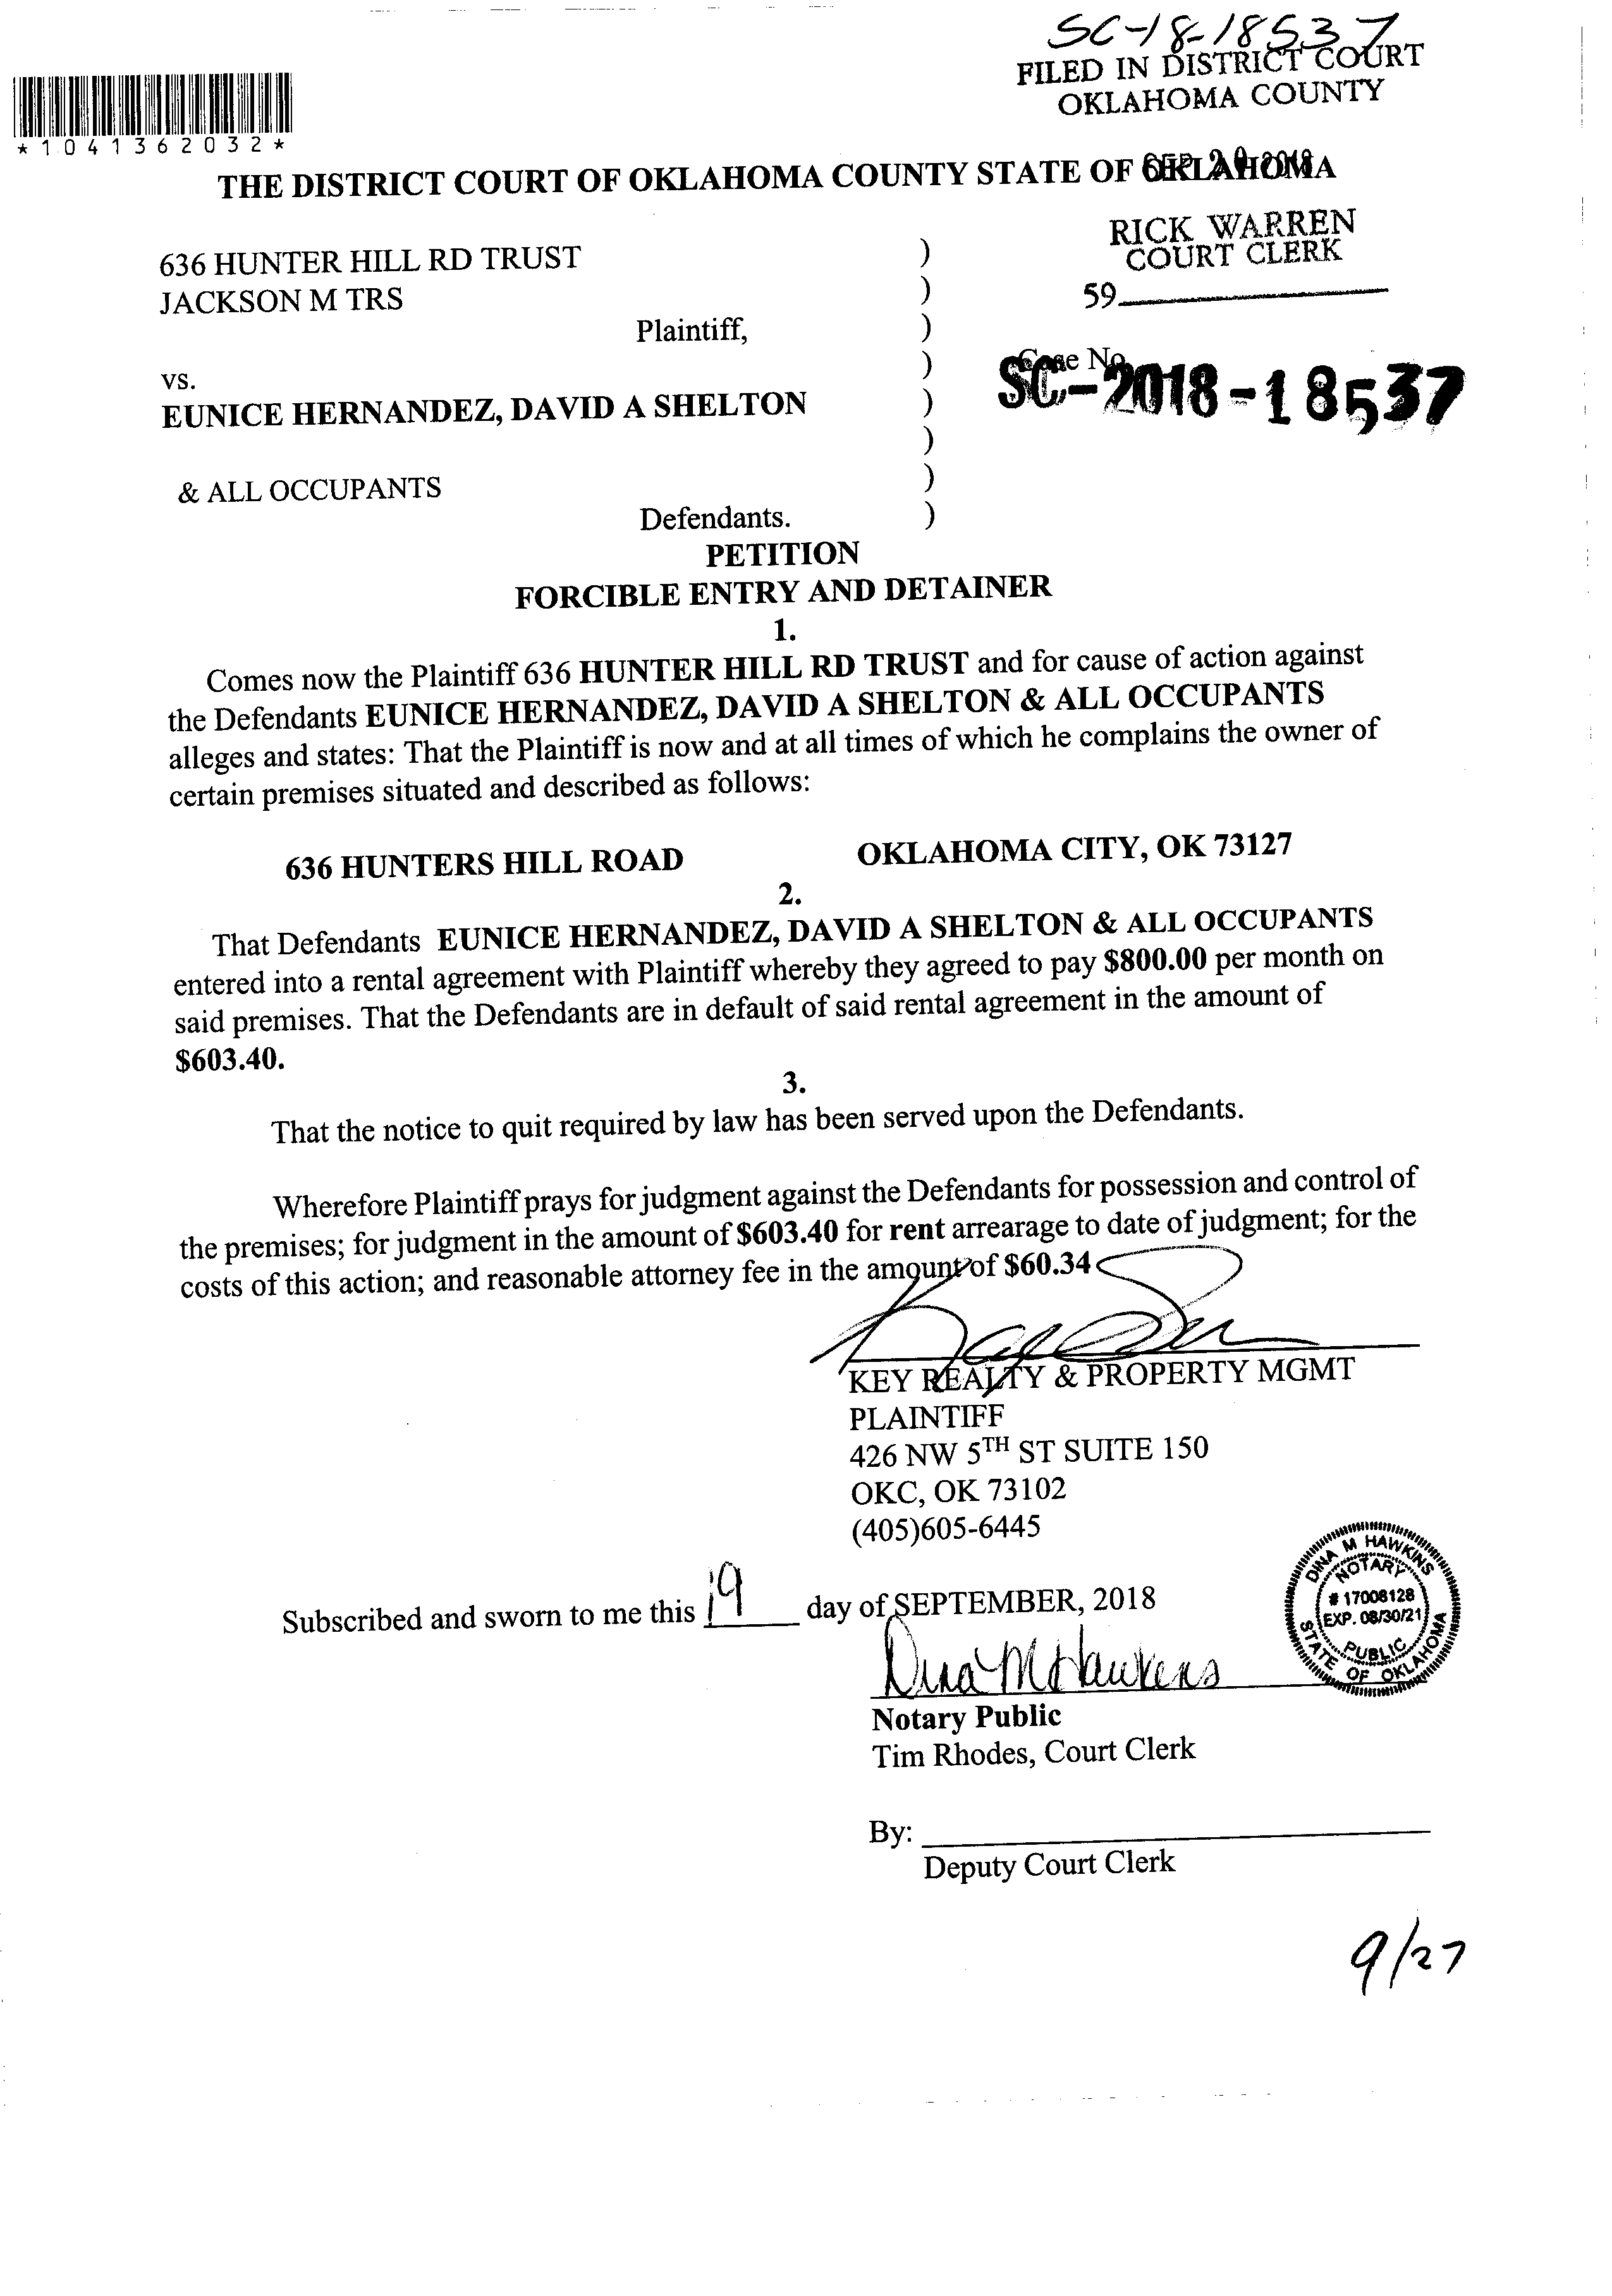 SC-18-18537
FILED IN DISTRICT COURT
OKLAHOMA COUNTY
*1041362032*
SEP 20 2018
THE DISTRICT COURT OF OKLAHOMA COUNTY STATE OF OKLAHOMA
RICK WARREN
COURT CLERK
59
636 HUNTER HILL RD TRUST )
JACKSON M TRS )
Plaintiff, )
)
Case No.
SC-2018-18537
vs.
EUNICE HERNANDEZ, DAVID A SHELTON )
)
& ALL OCCUPANTS )
Defendants. )
PETITION
FORCIBLE ENTRY AND DETAINER
1.
Comes now the Plaintiff 636 HUNTER HILL RD TRUST and for cause of action against
the Defendants EUNICE HERNANDEZ, DAVID A SHELTON & ALL OCCUPANTS
alleges and states: That the Plaintiff is now and at all times of which he complains the owner of
certain premises situated and described as follows:
636 HUNTERS HILL ROAD OKLAHOMA CITY, OK 73127
2.
That Defendants EUNICE HERNANDEZ, DAVID A SHELTON & ALL OCCUPANTS
entered into a rental agreement with Plaintiff whereby they agreed to pay $800.00 per month on
said premises. That the Defendants are in default of said rental agreement in the amount of
$603.40.
3.
That the notice to quit required by law has been served upon the Defendants.
Wherefore Plaintiff prays for judgment against the Defendants for possession and control of
the premises; for judgment in the amount of $603.40 for rent arrearage to date of judgment; for the
costs of this action; and reasonable attorney fee in the amount of $60.34
KEY REALTY & PROPERTY MGMT
PLAINTIFF
426 NW 5TH ST SUITE 150
OKC, OK 73102
(405)605-6445
Subscribed and sworn to me this 19 day of SEPTEMBER, 2018
Dina M Hawkins
DINA M HAWKINS
NOTARY
# 17008128
EXP. 08/30/21
PUBLIC
STATE OF OKLAHOMA
Notary Public
Tim Rhodes, Court Clerk
By:
Deputy Court Clerk
9/27